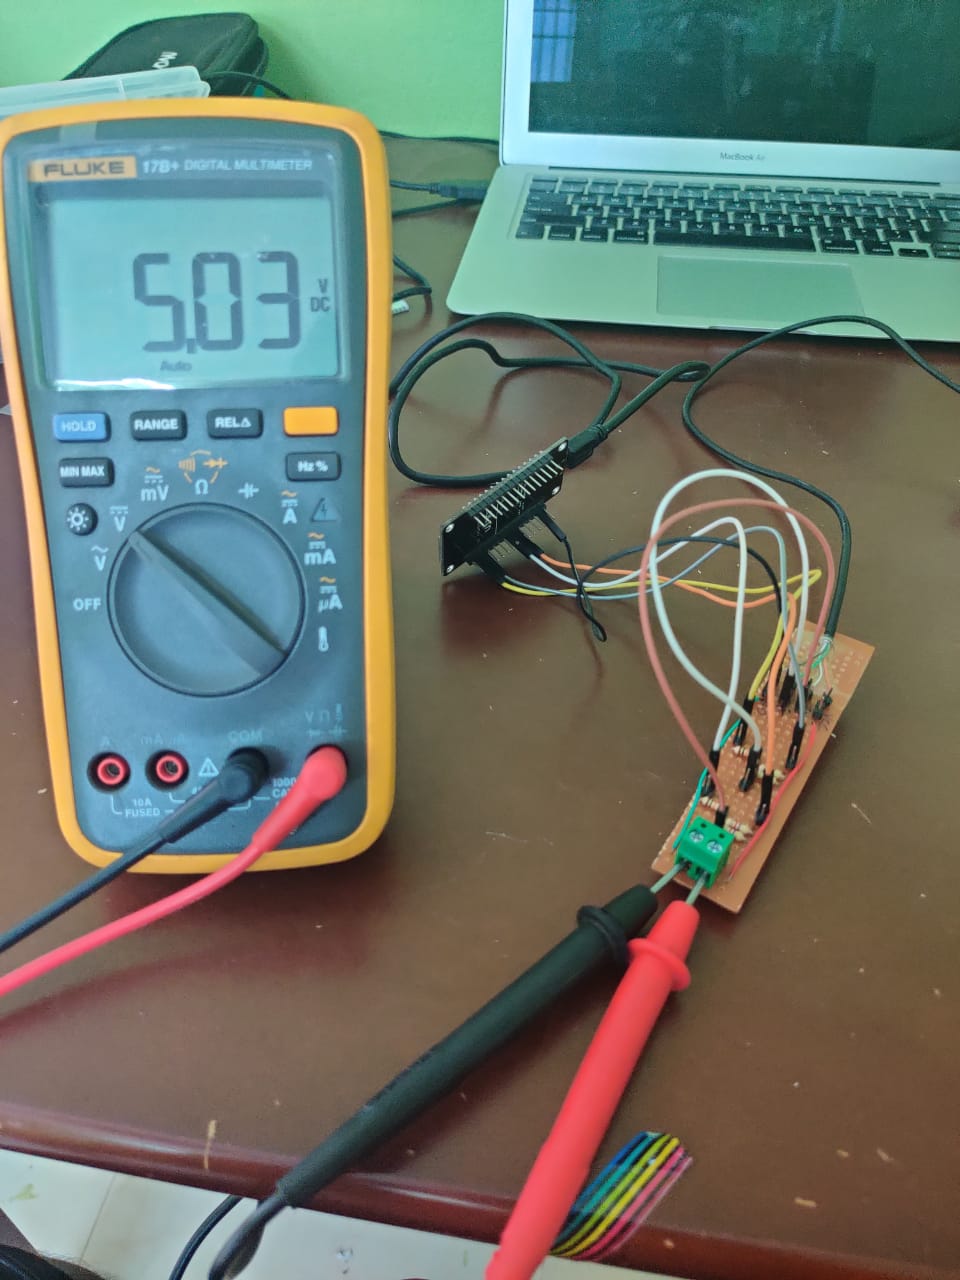 MacBook Air
FLUKE 17B+ DIGITAL MULTIMETER
5.03 V DC
Auto
HOLD RANGE REL∆
MIN MAX Hz %
mV Ω A
V
mA
V
OFF µA
A mA COM V Ω
10A
FUSED